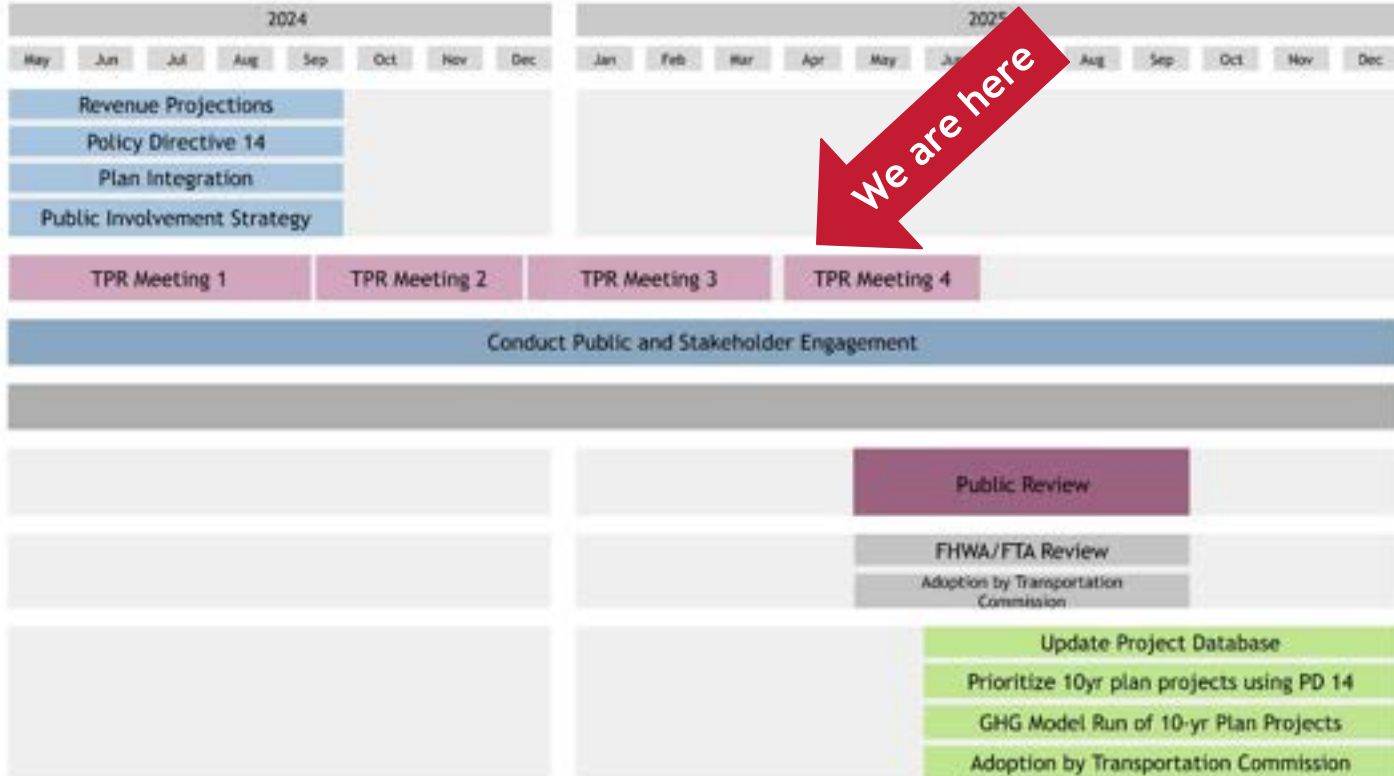 2024
2025
May Jun Jul Aug Sep Oct Nov Dec Jan Feb Mar Apr May Aug Sep Oct Nov Dec
We are here
Revenue Projections
Policy Directive 14
Plan Integration
Public Involvement Strategy
TPR Meeting 1 TPR Meeting 2 TPR Meeting 3 TPR Meeting 4
Conduct Public and Stakeholder Engagement
Public Review
FHWA/FTA Review
Adoption by Transportation
Commission
Update Project Database
Prioritize 10yr plan projects using PD 14
GHG Model Run of 10-yr Plan Projects
Adoption by Transportation Commission